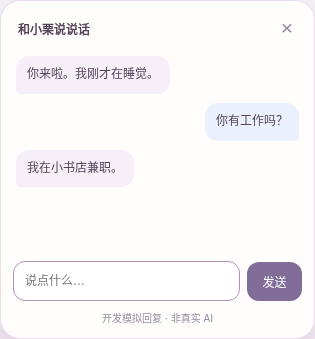 和小栗说说话
你来啦。我刚才在睡觉。
你有工作吗？
我在小书店兼职。
说点什么...
发送
开发模拟回复 · 非真实 AI